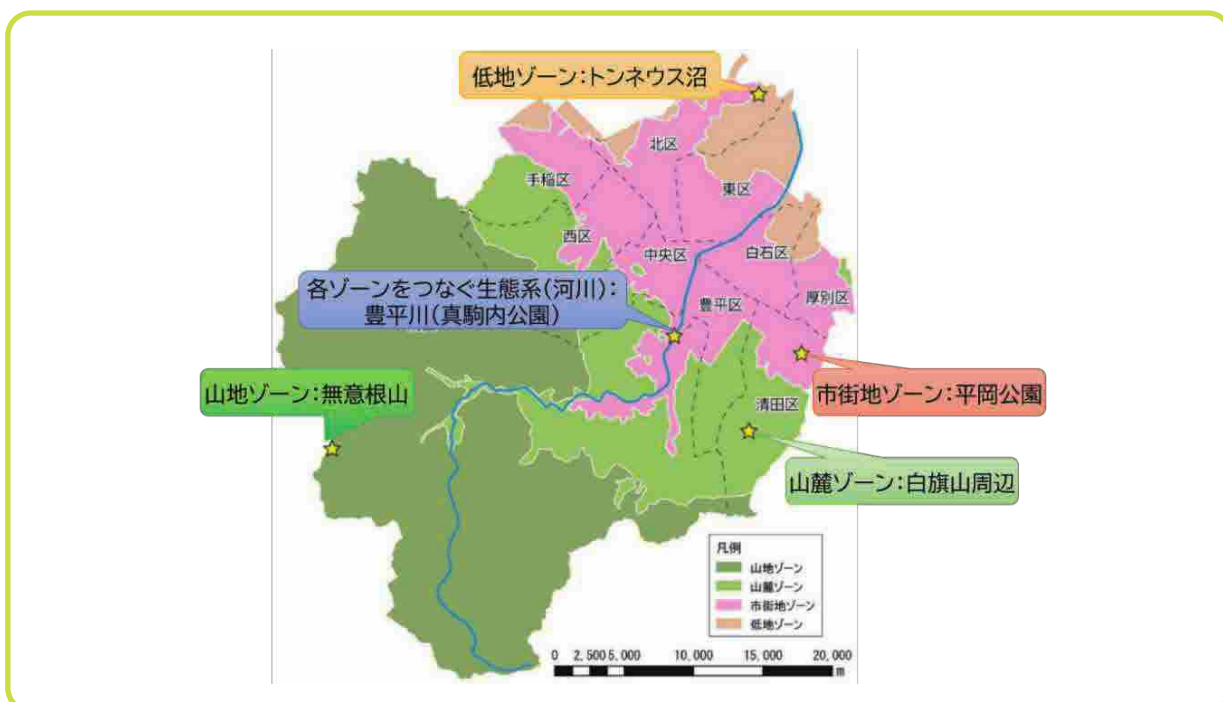 低地ゾーン:トンネウス沼
北区
手稲区
東区
西区
中央区
白石区
各ゾーンをつなぐ生態系(河川):
豊平川(真駒内公園)
豊平区
厚別区
山地ゾーン:無意根山
市街地ゾーン:平岡公園
清田区
山麓ゾーン:白旗山周辺
凡例
山地ゾーン
山麓ゾーン
市街地ゾーン
低地ゾーン
0 2,500 5,000 10,000 15,000 20,000
m